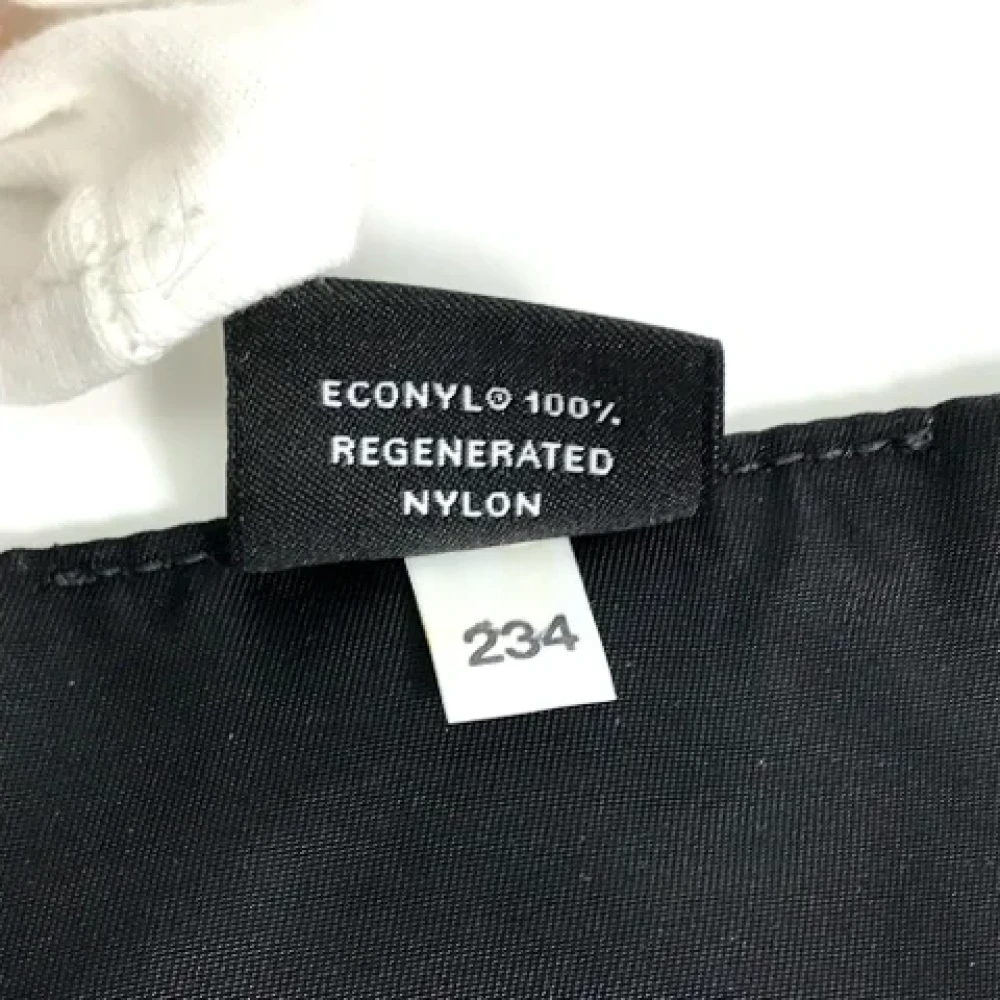 ECONYL® 100%
REGENERATED
NYLON
234